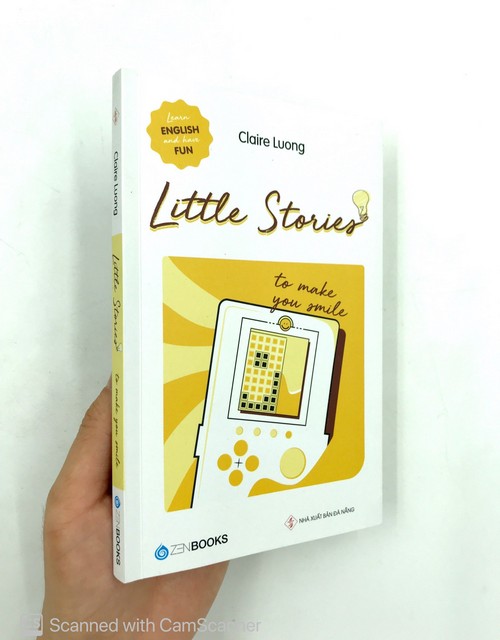 Learn
ENGLISH
and have
FUN
Claire Luong
Little Stories
to make
you smile
ZENBOOKS
NHÀ XUẤT BẢN ĐÀ NẴNG
Claire Luong
Little Stories
to make you smile
ZENBOOKS
Scanned with CamScanner